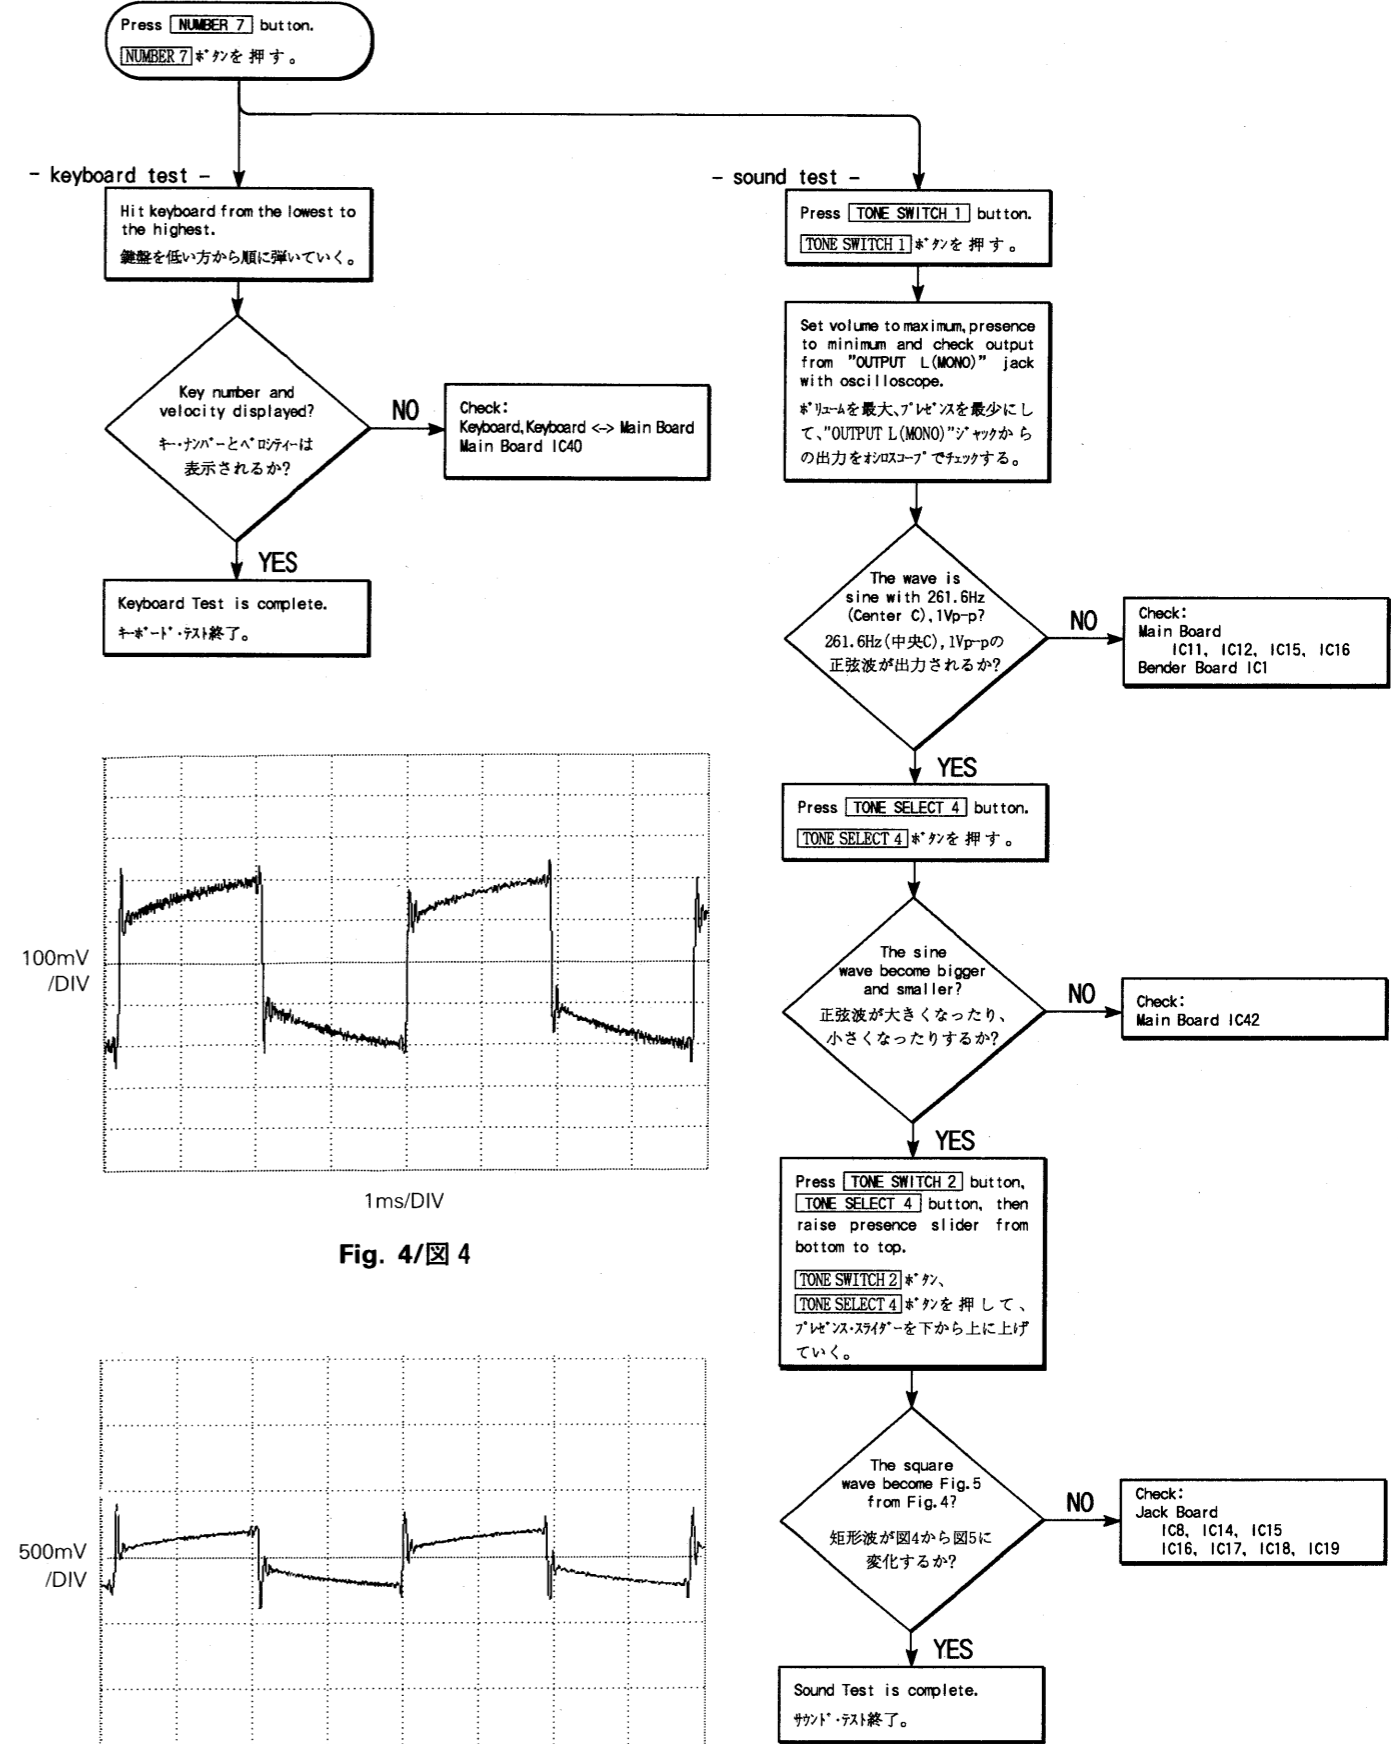 Press NUMBER 7 button.
NUMBER 7 ﾎﾞﾀﾝを押す。
- keyboard test -
Hit keyboard from the lowest to
the highest.
鍵盤を低い方から順に弾いていく。
Key number and
velocity displayed?
ｷｰ･ﾅﾝﾊﾞｰとﾍﾞﾛｼﾃｨｰは
表示されるか?
NO
Check:
Keyboard,Keyboard <-> Main Board
Main Board IC40
YES
Keyboard Test is complete.
ｷｰﾎﾞｰﾄﾞ･ﾃｽﾄ終了。
- sound test -
Press TONE SWITCH 1 button.
TONE SWITCH 1 ﾎﾞﾀﾝを押す。
Set volume to maximum, presence
to minimum and check output
from "OUTPUT L(MONO)" jack
with oscilloscope.
ﾎﾞﾘｭｰﾑを最大、ﾌﾟﾚｾﾞﾝｽを最少にし
て、"OUTPUT L(MONO)"ｼﾞｬｯｸから
の出力をｵｼﾛｽｺｰﾌﾟでﾁｪｯｸする。
The wave is
sine with 261.6Hz
(Center C), 1Vp-p?
261.6Hz(中央C), 1Vp-pの
正弦波が出力されるか?
NO
Check:
Main Board
IC11, IC12, IC15, IC16
Bender Board IC1
YES
Press TONE SELECT 4 button.
TONE SELECT 4 ﾎﾞﾀﾝを押す。
The sine
wave become bigger
and smaller?
正弦波が大きくなったり、
小さくなったりするか?
NO
Check:
Main Board IC42
YES
Press TONE SWITCH 2 button,
TONE SELECT 4 button, then
raise presence slider from
bottom to top.
TONE SWITCH 2 ﾎﾞﾀﾝ、
TONE SELECT 4 ﾎﾞﾀﾝを押して、
ﾌﾟﾚｾﾞﾝｽ･ｽﾗｲﾀﾞｰを下から上に上げ
ていく。
The square
wave become Fig.5
from Fig.4?
矩形波が図4から図5に
変化するか?
NO
Check:
Jack Board
IC8, IC14, IC15
IC16, IC17, IC18, IC19
YES
Sound Test is complete.
ｻｳﾝﾄﾞ･ﾃｽﾄ終了。
100mV
/DIV
1ms/DIV
Fig. 4/図 4
500mV
/DIV